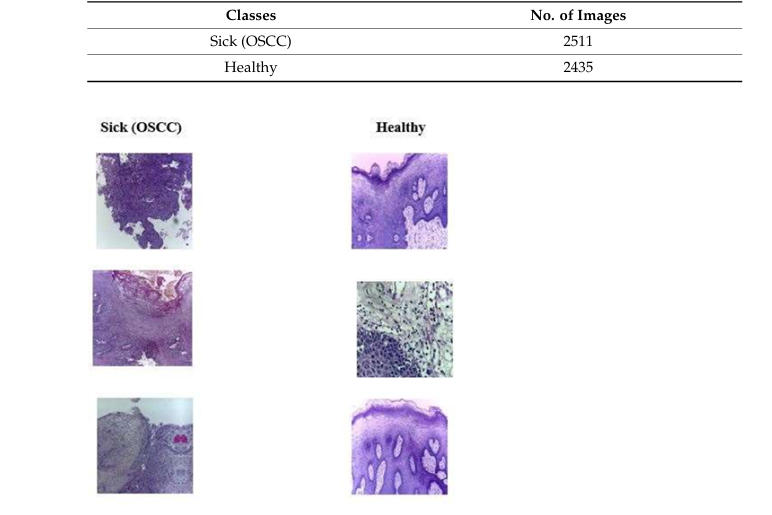 Classes No. of Images
Sick (OSCC) 2511
Healthy 2435
Sick (OSCC) Healthy